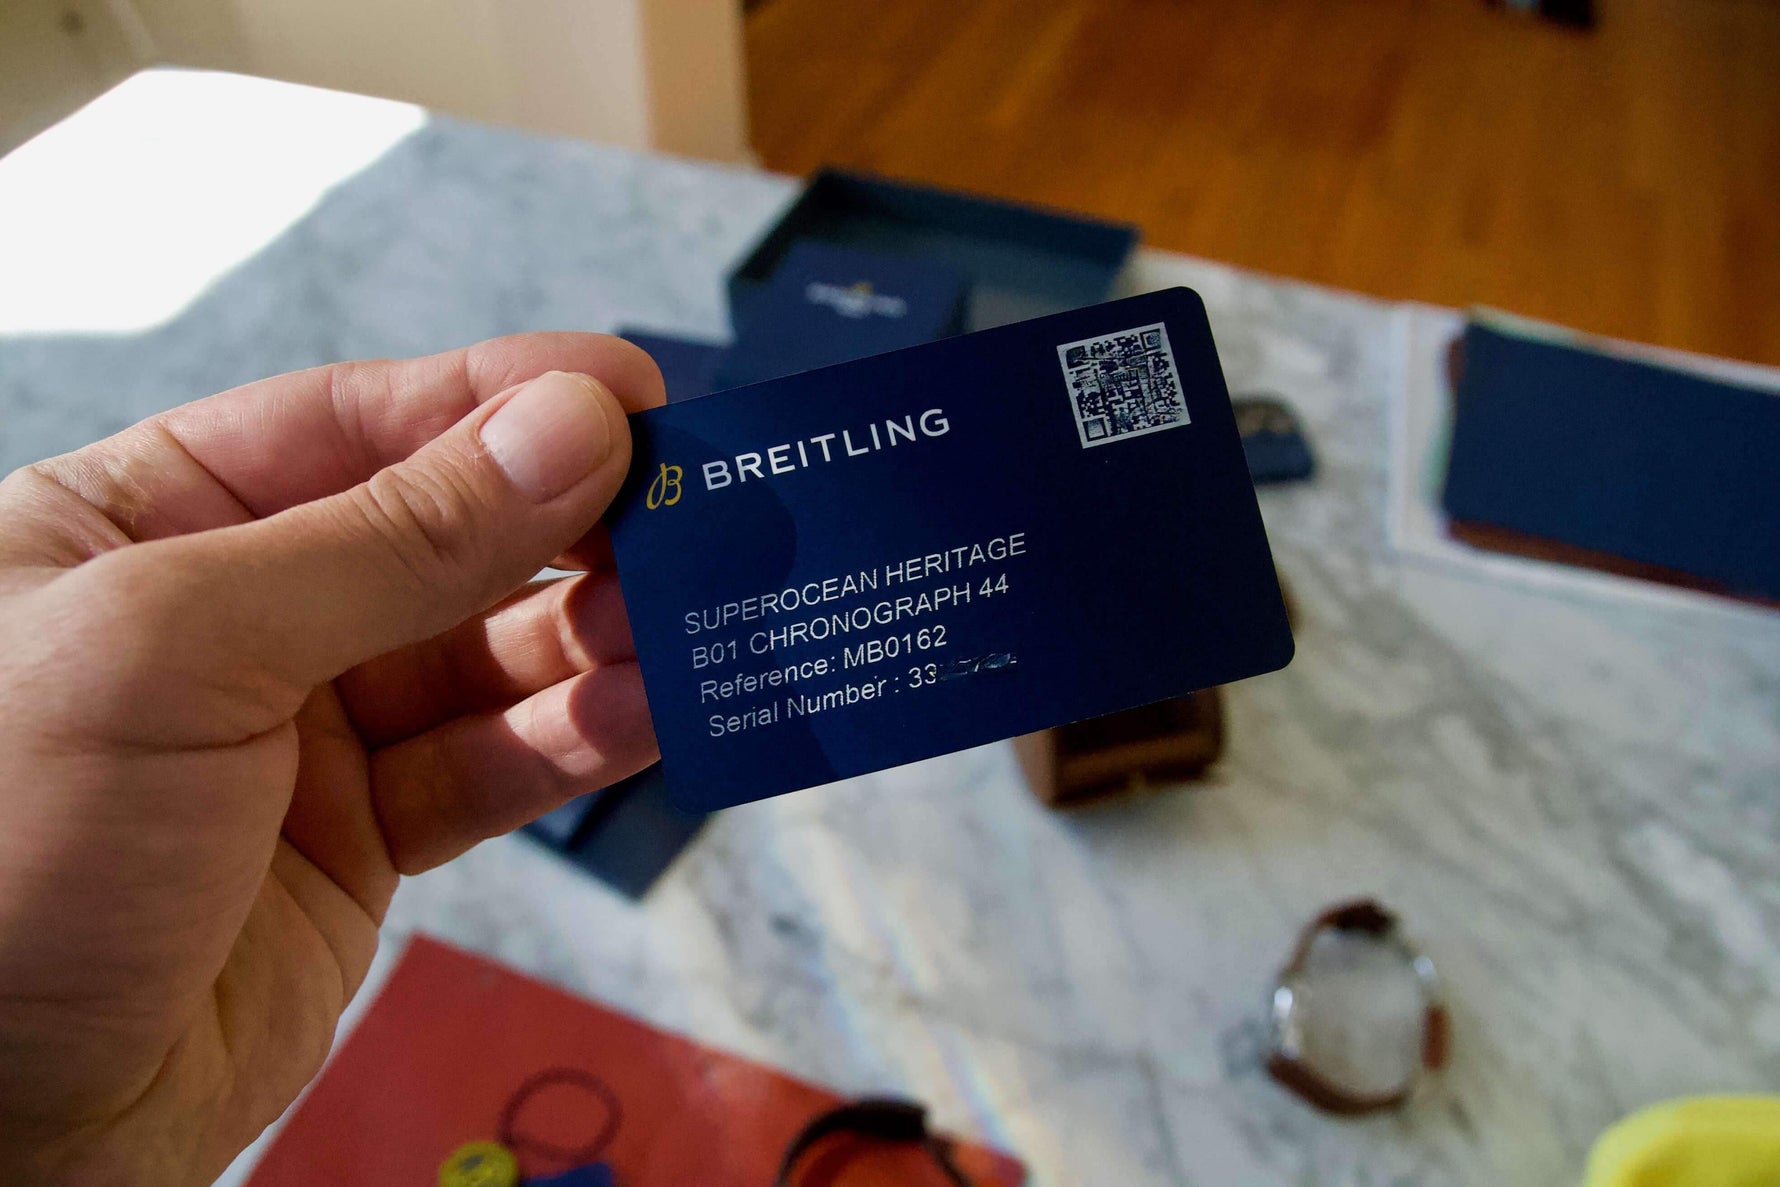 BREITLING
SUPEROCEAN HERITAGE
B01 CHRONOGRAPH 44
Reference: MB0162
Serial Number : 33